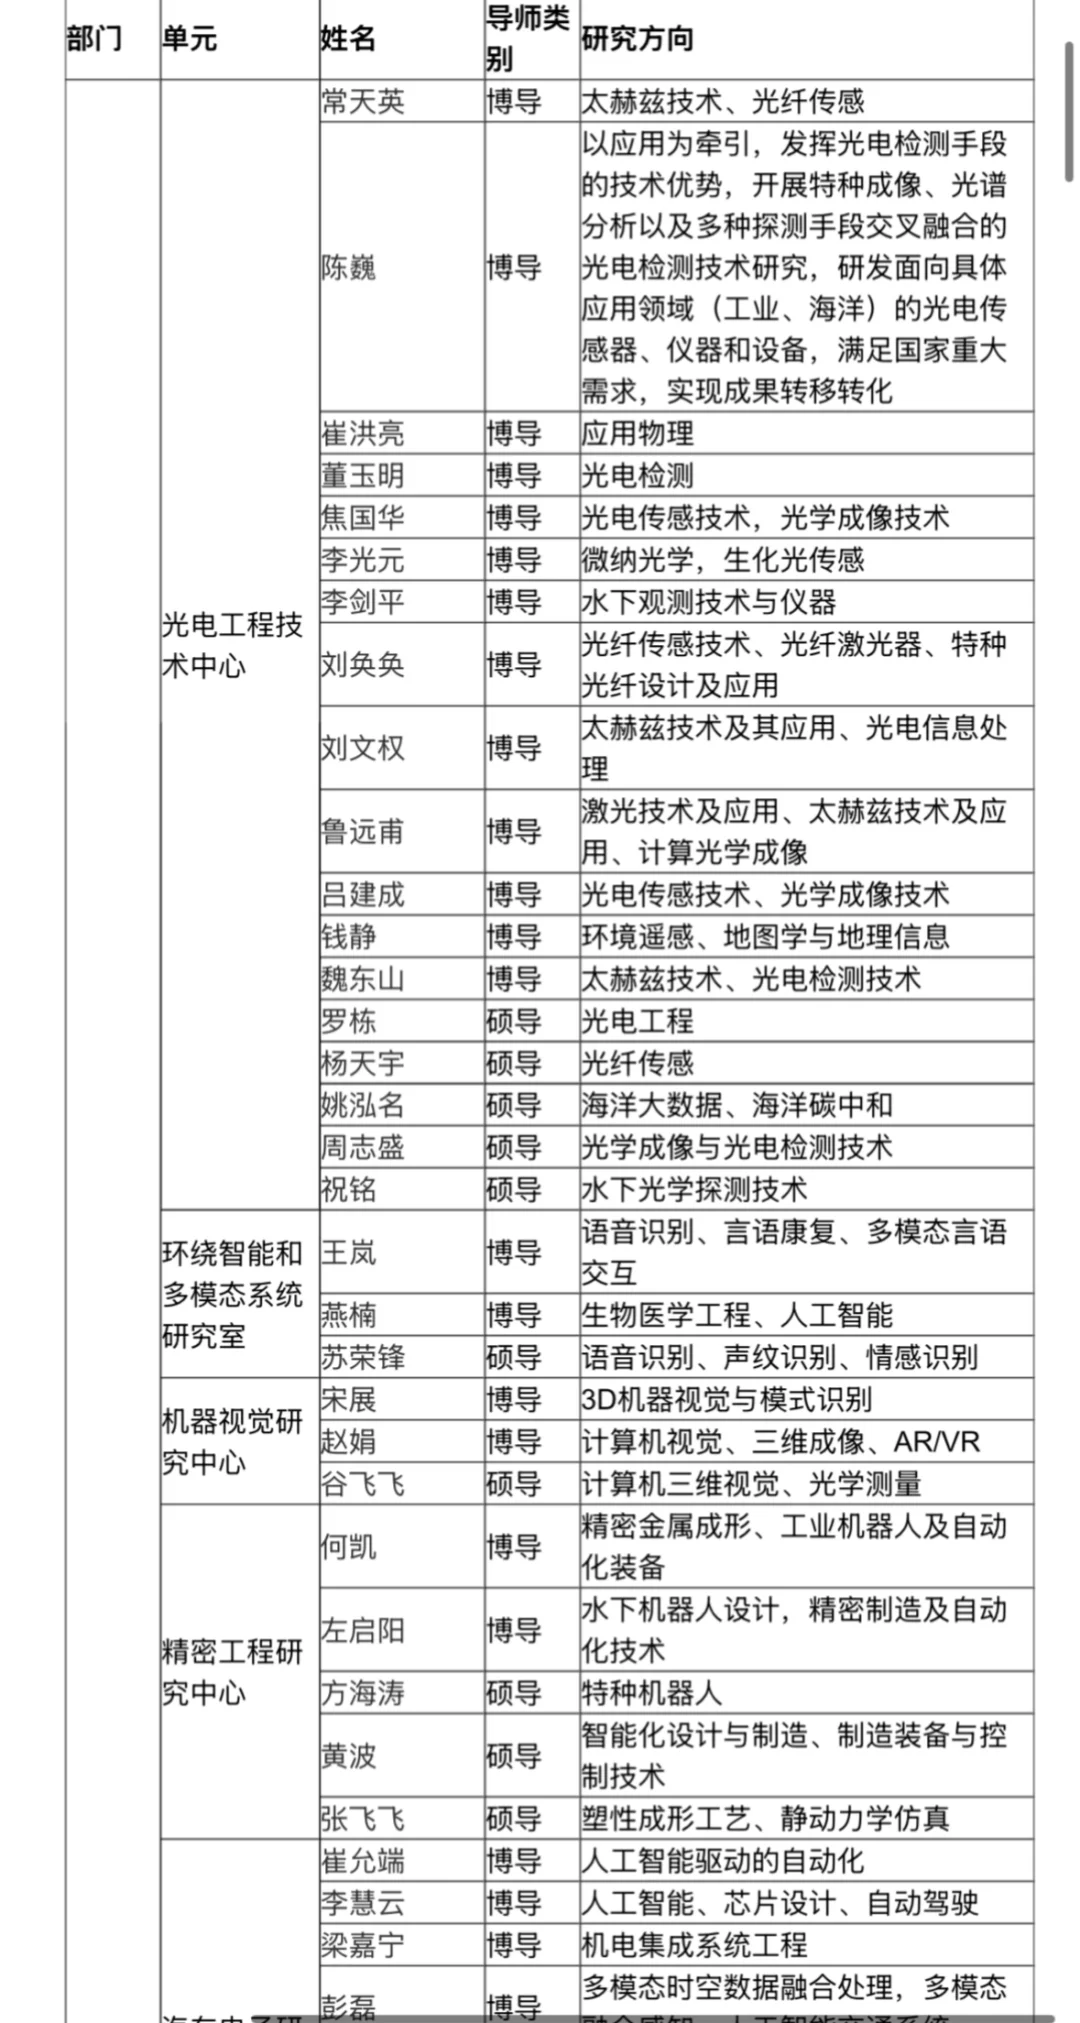 部门 单元 姓名 导师类别 研究方向
光电工程技术中心
常天英 博导 太赫兹技术、光纤传感
陈巍 博导 以应用为牵引，发挥光电检测手段
的技术优势，开展特种成像、光谱
分析以及多种探测手段交叉融合的
光电检测技术研究，研发面向具体
应用领域（工业、海洋）的光电传
感器、仪器和设备，满足国家重大
需求，实现成果转移转化
崔洪亮 博导 应用物理
董玉明 博导 光电检测
焦国华 博导 光电传感技术，光学成像技术
李光元 博导 微纳光学，生化光传感
李剑平 博导 水下观测技术与仪器
刘奂奂 博导 光纤传感技术、光纤激光器、特种
光纤设计及应用
刘文权 博导 太赫兹技术及其应用、光电信息处
理
鲁远甫 博导 激光技术及应用、太赫兹技术及应
用、计算光学成像
吕建成 博导 光电传感技术、光学成像技术
钱静 博导 环境遥感、地图学与地理信息
魏东山 博导 太赫兹技术、光电检测技术
罗栋 硕导 光电工程
杨天宇 硕导 光纤传感
姚泓名 硕导 海洋大数据、海洋碳中和
周志盛 硕导 光学成像与光电检测技术
祝铭 硕导 水下光学探测技术
环绕智能和
多模态系统
研究室
王岚 博导 语音识别、言语康复、多模态言语
交互
燕楠 博导 生物医学工程、人工智能
苏荣锋 硕导 语音识别、声纹识别、情感识别
机器视觉研
究中心
宋展 博导 3D机器视觉与模式识别
赵娟 博导 计算机视觉、三维成像、AR/VR
谷飞飞 硕导 计算机三维视觉、光学测量
精密工程研
究中心
何凯 博导 精密金属成形、工业机器人及自动
化装备
左启阳 博导 水下机器人设计，精密制造及自动
化技术
方海涛 硕导 特种机器人
黄波 硕导 智能化设计与制造、制造装备与控
制技术
张飞飞 硕导 塑性成形工艺、静动力学仿真
崔允端 博导 人工智能驱动的自动化
李慧云 博导 人工智能、芯片设计、自动驾驶
梁嘉宁 博导 机电集成系统工程
彭磊 博导 多模态时空数据融合处理，多模态